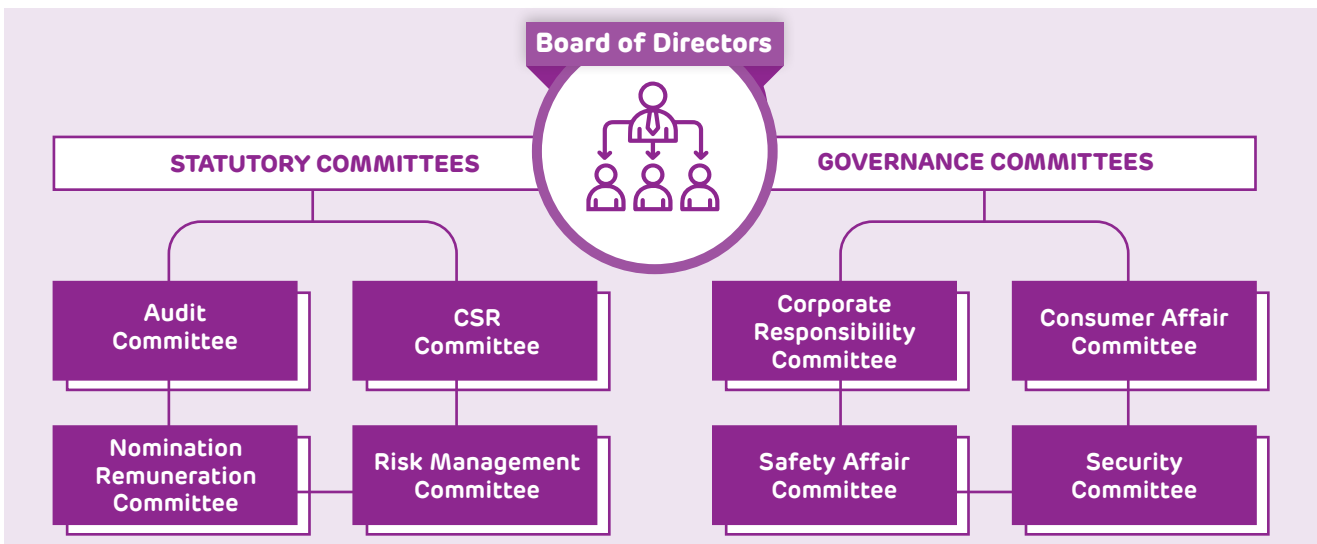 Board of Directors
STATUTORY COMMITTEES
GOVERNANCE COMMITTEES
Audit
Committee
CSR
Committee
Corporate
Responsibility
Committee
Consumer Affair
Committee
Nomination
Remuneration
Committee
Risk Management
Committee
Safety Affair
Committee
Security
Committee